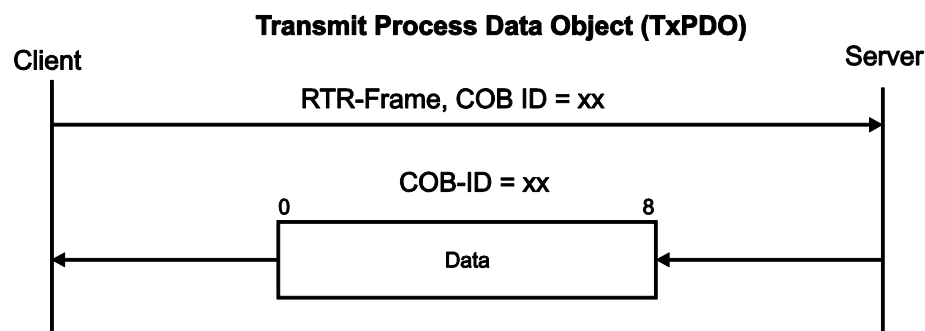 Transmit Process Data Object (TxPDO)
Client
Server
RTR-Frame, COB ID = xx
COB-ID = xx
0 8
Data